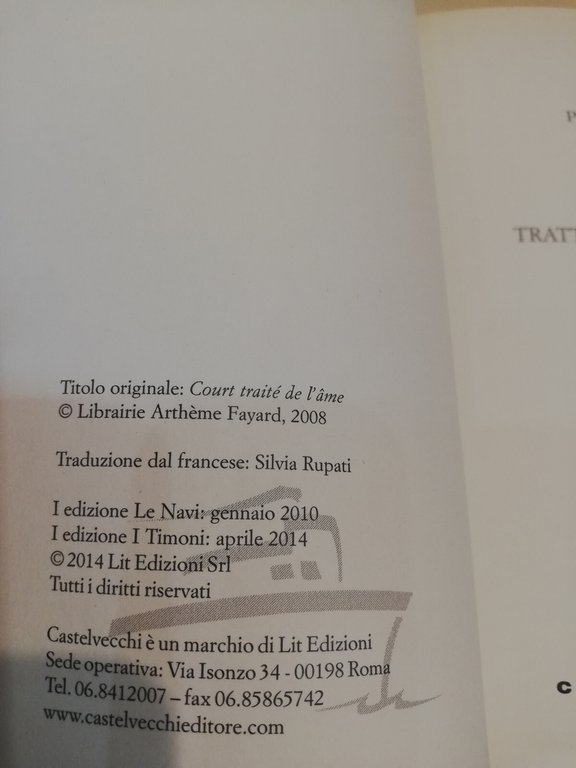 Titolo originale: Court traité de l'âme
© Librairie Arthème Fayard, 2008
Traduzione dal francese: Silvia Rupati
I edizione Le Navi: gennaio 2010
I edizione I Timoni: aprile 2014
© 2014 Lit Edizioni Srl
Tutti i diritti riservati
Castelvecchi è un marchio di Lit Edizioni
Sede operativa: Via Isonzo 34 - 00198 Roma
Tel. 06.8412007 – fax 06.85865742
www.castelvecchieditore.com
P
TRATT
C